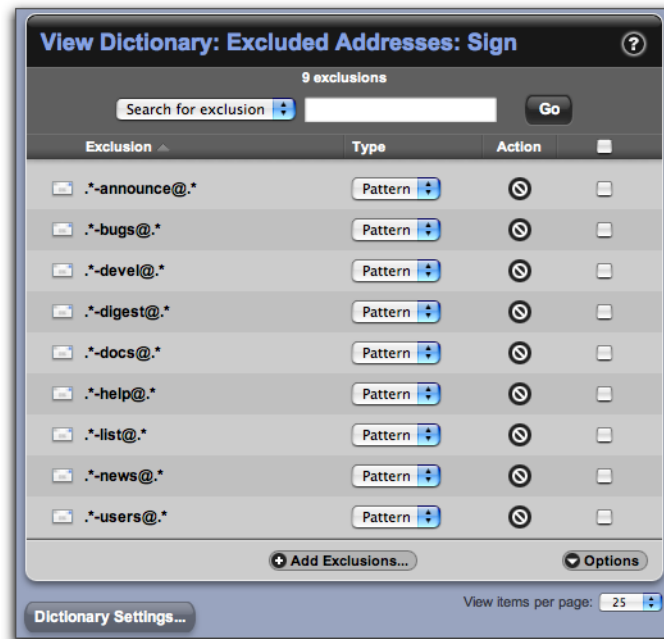 View Dictionary: Excluded Addresses: Sign ?
9 exclusions
Search for exclusion Go
Exclusion Type Action
.*-announce@.* Pattern
.*-bugs@.* Pattern
.*-devel@.* Pattern
.*-digest@.* Pattern
.*-docs@.* Pattern
.*-help@.* Pattern
.*-list@.* Pattern
.*-news@.* Pattern
.*-users@.* Pattern
Add Exclusions... Options
View items per page: 25
Dictionary Settings...